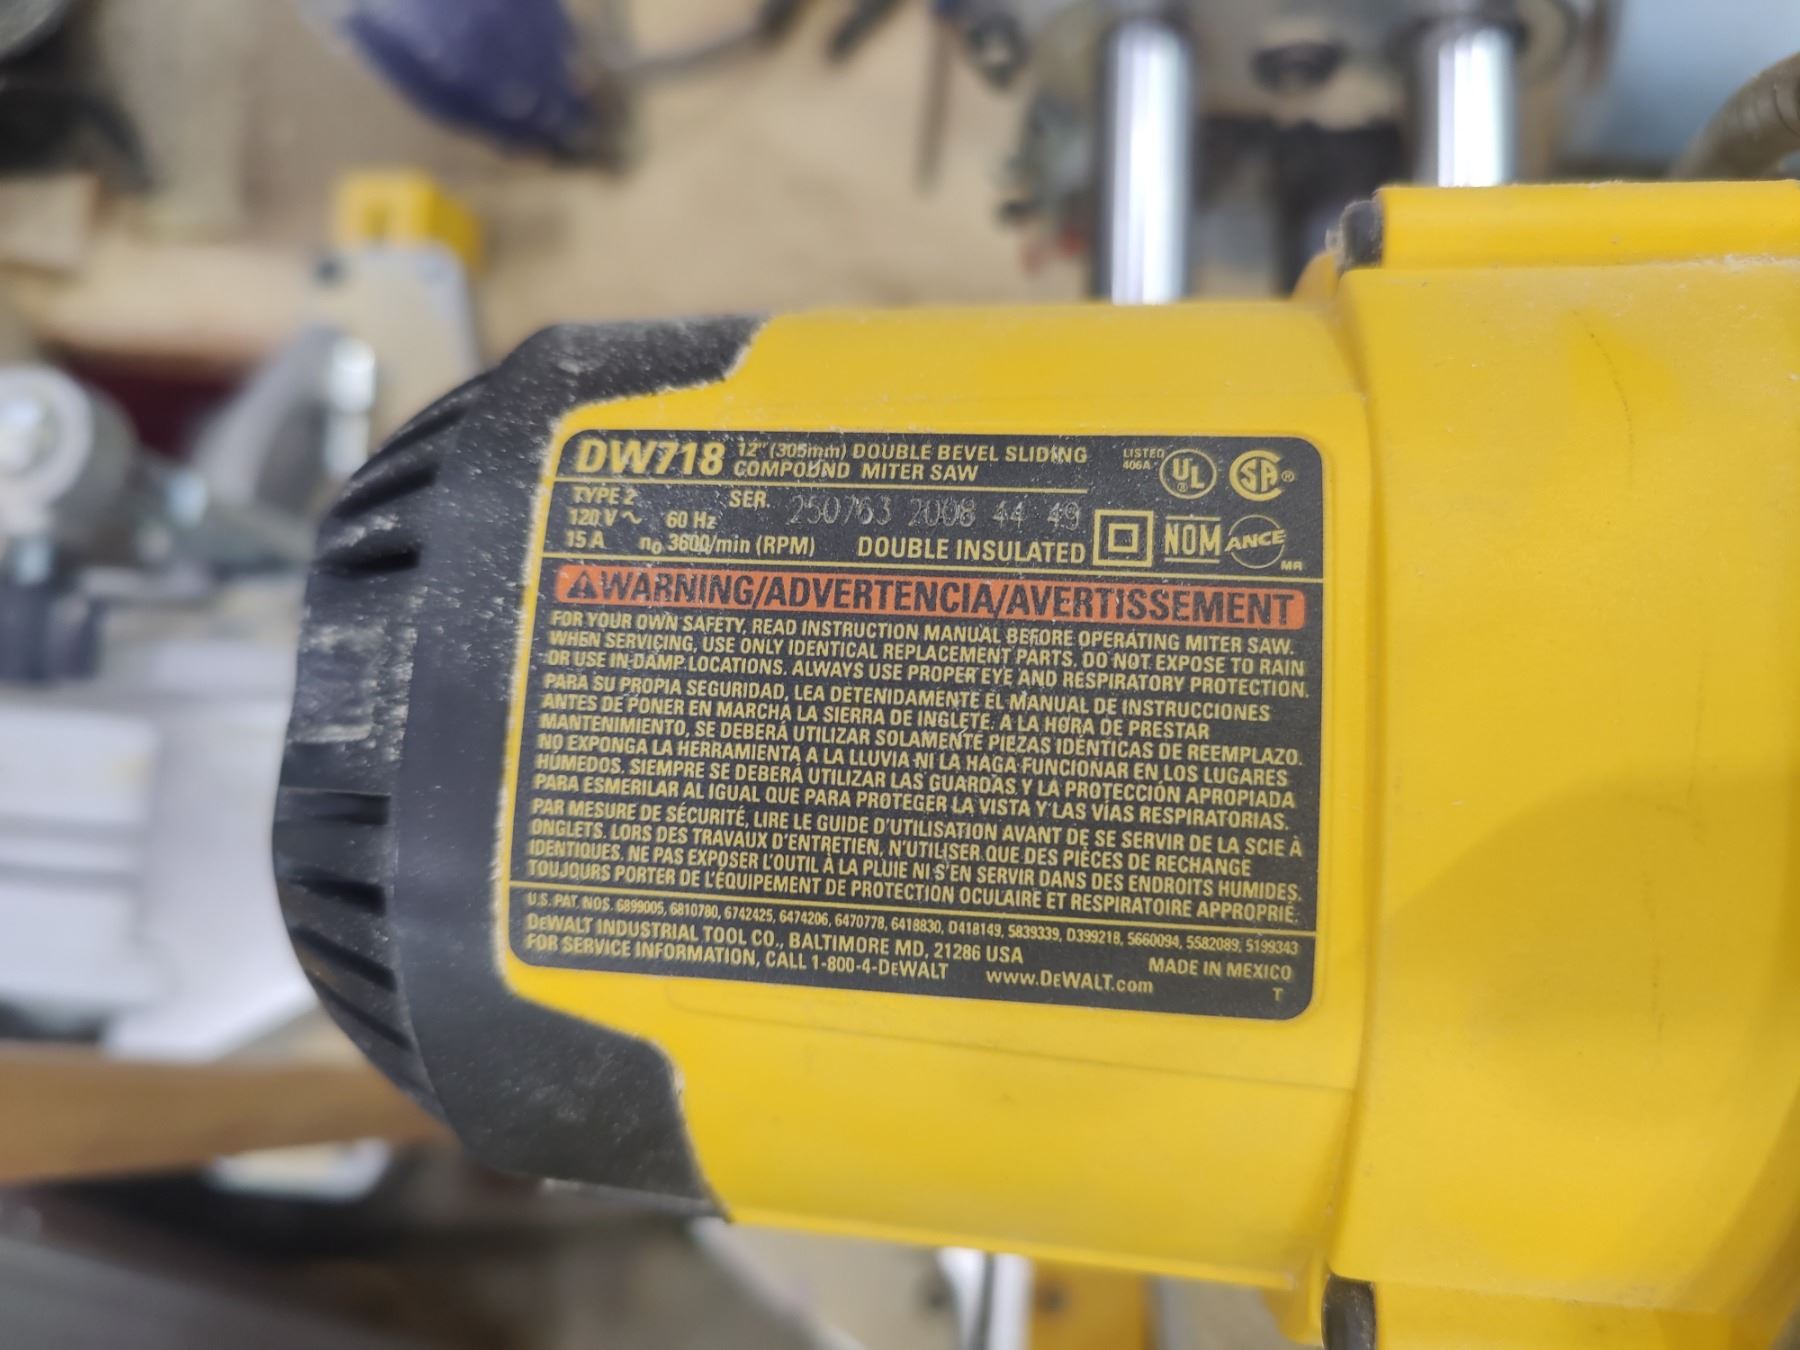 DW718 12" (305mm) DOUBLE BEVEL SLIDING
COMPOUND MITER SAW
LISTED
406A
UL
®
SA
®
TYPE 2
SER. 250763 2008 44 49
120 V ~ 60 Hz
15 A no 3600/min (RPM) DOUBLE INSULATED
NOM
ANCE
MR
WARNING/ADVERTENCIA/AVERTISSEMENT
FOR YOUR OWN SAFETY, READ INSTRUCTION MANUAL BEFORE OPERATING MITER SAW.
WHEN SERVICING, USE ONLY IDENTICAL REPLACEMENT PARTS. DO NOT EXPOSE TO RAIN
OR USE IN DAMP LOCATIONS. ALWAYS USE PROPER EYE AND RESPIRATORY PROTECTION.
PARA SU PROPIA SEGURIDAD, LEA DETENIDAMENTE EL MANUAL DE INSTRUCCIONES
ANTES DE PONER EN MARCHA LA SIERRA DE INGLETE. A LA HORA DE PRESTAR
MANTENIMIENTO, SE DEBERÁ UTILIZAR SOLAMENTE PIEZAS IDÉNTICAS DE REEMPLAZO.
NO EXPONGA LA HERRAMIENTA A LA LLUVIA NI LA HAGA FUNCIONAR EN LOS LUGARES
HÚMEDOS. SIEMPRE SE DEBERÁ UTILIZAR LAS GUARDAS Y LA PROTECCIÓN APROPIADA
PARA ESMERILAR AL IGUAL QUE PARA PROTEGER LA VISTA Y LAS VÍAS RESPIRATORIAS.
PAR MESURE DE SÉCURITÉ, LIRE LE GUIDE D'UTILISATION AVANT DE SE SERVIR DE LA SCIE À
ONGLETS. LORS DES TRAVAUX D'ENTRETIEN, N'UTILISER QUE DES PIÈCES DE RECHANGE
IDENTIQUES. NE PAS EXPOSER L'OUTIL À LA PLUIE NI S'EN SERVIR DANS DES ENDROITS HUMIDES.
TOUJOURS PORTER DE L'ÉQUIPEMENT DE PROTECTION OCULAIRE ET RESPIRATOIRE APPROPRIÉ.
U.S. PAT. NOS. 6899005, 6810780, 6742425, 6474206, 6470778, 6418830, D418149, 5839339, D399218, 5660094, 5582089, 5199343
DEWALT INDUSTRIAL TOOL CO., BALTIMORE MD, 21286 USA
MADE IN MEXICO
FOR SERVICE INFORMATION, CALL 1-800-4-DEWALT www.DEWALT.com
T